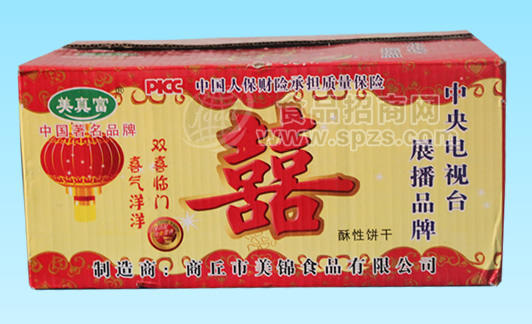 PICC 中国人保财险承担质量保险
美真富
中国著名品牌
双喜临门
喜气洋洋
囍
中央电视台
展播品牌
酥性饼干
制造商：商丘市美锦食品有限公司
食品招商网
www.spzs.com